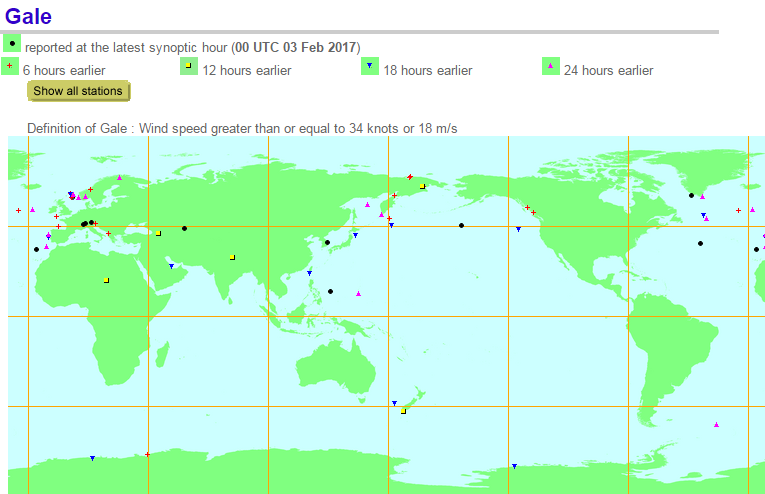 Gale
reported at the latest synoptic hour (00 UTC 03 Feb 2017)
6 hours earlier 12 hours earlier 18 hours earlier 24 hours earlier
Show all stations
Definition of Gale : Wind speed greater than or equal to 34 knots or 18 m/s